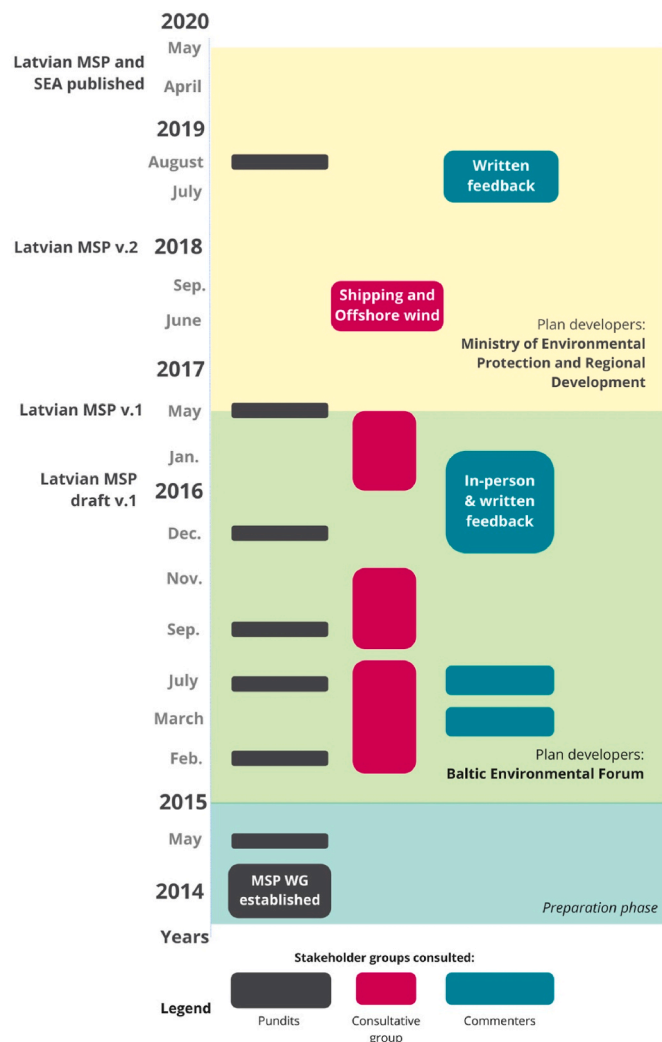 2020
May
Latvian MSP and
SEA published
April
2019
August
July
Written
feedback
Latvian MSP v.2
2018
Sep.
June
Shipping and
Offshore wind
Plan developers:
Ministry of Environmental
Protection and Regional
Development
2017
Latvian MSP v.1
May
Jan.
Latvian MSP
draft v.1
2016
In-person
& written
feedback
Dec.
Nov.
Sep.
July
March
Feb.
Plan developers:
Baltic Environmental Forum
2015
May
2014
MSP WG
established
Preparation phase
Years
Stakeholder groups consulted:
Legend
Pundits
Consultative
group
Commenters